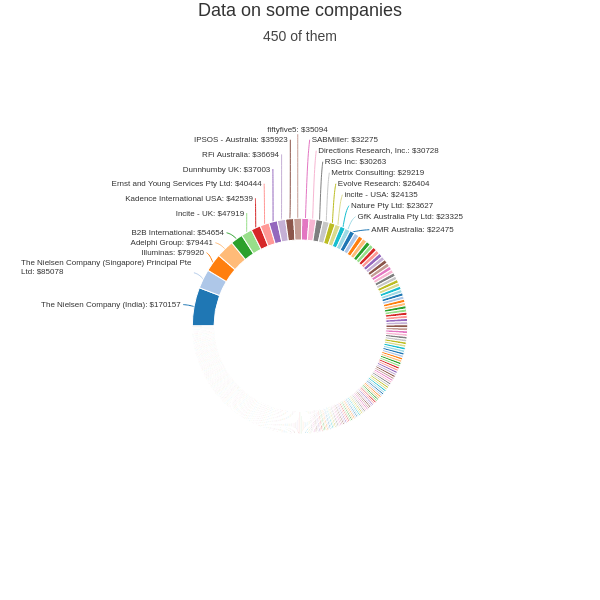 Data on some companies
450 of them
fiftyfive5: $35094
IPSOS - Australia: $35923
SABMiller: $32275
RFi Australia: $36694
Directions Research, Inc.: $30728
RSG Inc: $30263
Dunnhumby UK: $37003
Metrix Consulting: $29219
Ernst and Young Services Pty Ltd: $40444
Evolve Research: $26404
Kadence International USA: $42539
incite - USA: $24135
Nature Pty Ltd: $23627
Incite - UK: $47919
GfK Australia Pty Ltd: $23325
B2B International: $54654
AMR Australia: $22475
Adelphi Group: $79441
Illuminas: $79920
The Nielsen Company (Singapore) Principal Pte
Ltd: $85078
The Nielsen Company (India): $170157